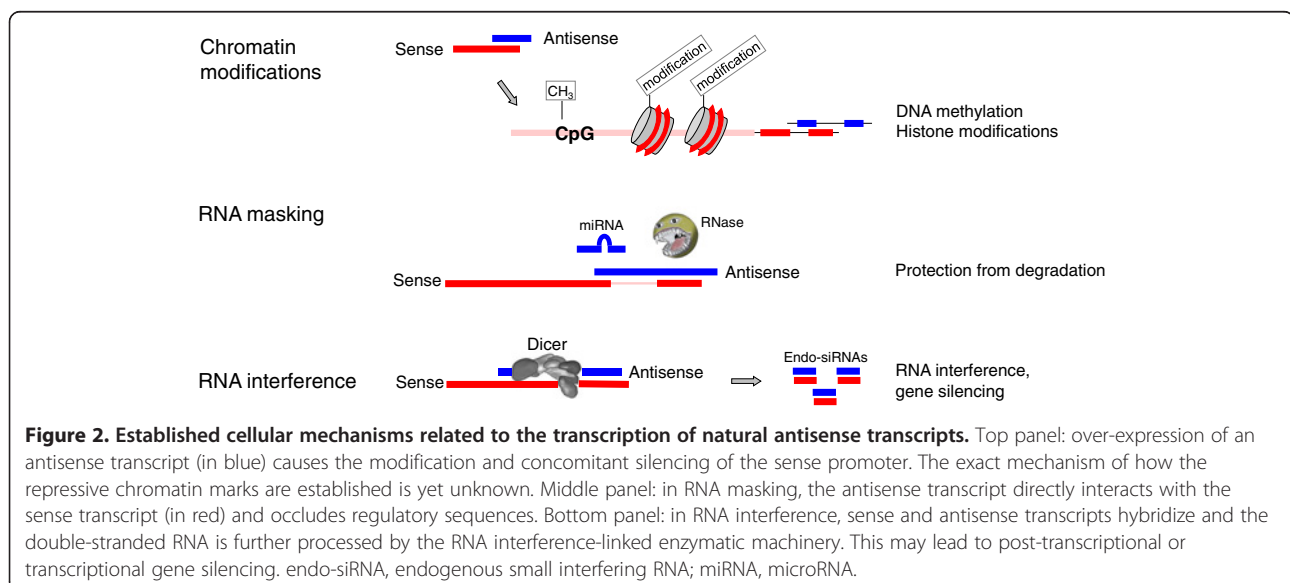 Chromatin
modifications
Sense
Antisense
modification
modification
CH3
CpG
DNA methylation
Histone modifications
RNA masking
miRNA
RNase
Sense
Antisense
Protection from degradation
RNA interference
Dicer
Sense
Antisense
Endo-siRNAs
RNA interference,
gene silencing
Figure 2. Established cellular mechanisms related to the transcription of natural antisense transcripts. Top panel: over-expression of an
antisense transcript (in blue) causes the modification and concomitant silencing of the sense promoter. The exact mechanism of how the
repressive chromatin marks are established is yet unknown. Middle panel: in RNA masking, the antisense transcript directly interacts with the
sense transcript (in red) and occludes regulatory sequences. Bottom panel: in RNA interference, sense and antisense transcripts hybridize and the
double-stranded RNA is further processed by the RNA interference-linked enzymatic machinery. This may lead to post-transcriptional or
transcriptional gene silencing. endo-siRNA, endogenous small interfering RNA; miRNA, microRNA.